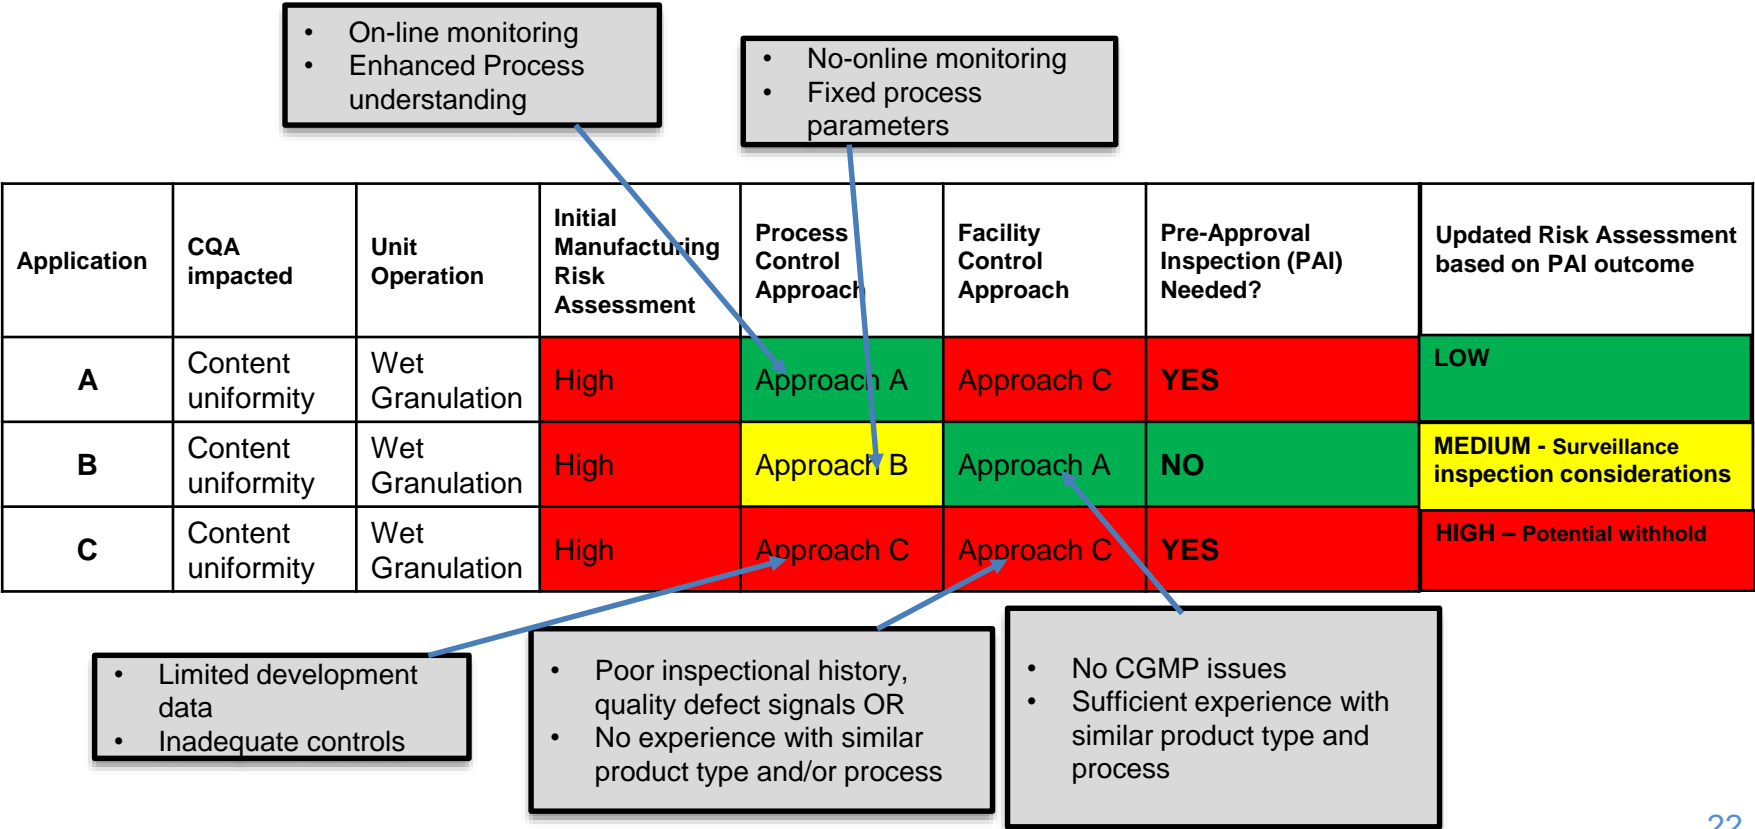 • On-line monitoring
• Enhanced Process
understanding
• No-online monitoring
• Fixed process
parameters
Application
CQA
impacted
Unit
Operation
Initial
Manufacturing
Risk
Assessment
Process
Control
Approach
Facility
Control
Approach
Pre-Approval
Inspection (PAI)
Needed?
Updated Risk Assessment
based on PAI outcome
A
Content
uniformity
Wet
Granulation
High
Approach A
Approach C
YES
LOW
B
Content
uniformity
Wet
Granulation
High
Approach B
Approach A
NO
MEDIUM - Surveillance
inspection considerations
C
Content
uniformity
Wet
Granulation
High
Approach C
Approach C
YES
HIGH – Potential withhold
• Limited development
data
• Inadequate controls
• Poor inspectional history,
quality defect signals OR
• No experience with similar
product type and/or process
• No CGMP issues
• Sufficient experience with
similar product type and
process
22